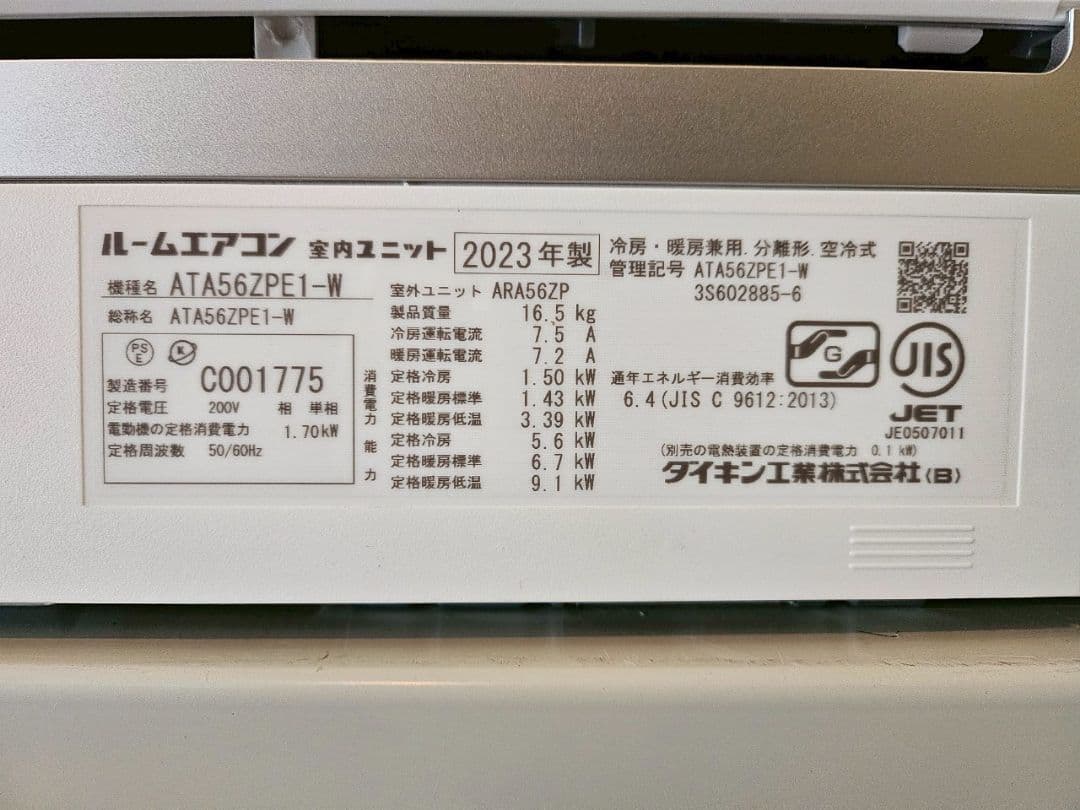 ルームエアコン 室内ユニット 2023年製
機種名 ATA56ZPE1-W
総称名 ATA56ZPE1-W
PS
E
製造番号 C001775
定格電圧 200V 相 単相
電動機の定格消費電力 1.70kW
定格周波数 50/60Hz
室外ユニット ARA56ZP
製品質量 16.5 kg
冷房運転電流 7.5 A
暖房運転電流 7.2 A
消費電力
定格冷房 1.50 kW
定格暖房標準 1.43 kW
定格暖房低温 3.39 kW
能力
定格冷房 5.6 kW
定格暖房標準 6.7 kW
定格暖房低温 9.1 kW
冷房・暖房兼用.分離形.空冷式
管理記号 ATA56ZPE1-W
3S602885-6
G
JIS
通年エネルギー消費効率
6.4(JIS C 9612:2013)
JET
JE0507011
(別売の電熱装置の定格消費電力 0.1 kW)
ダイキン工業株式会社(B)